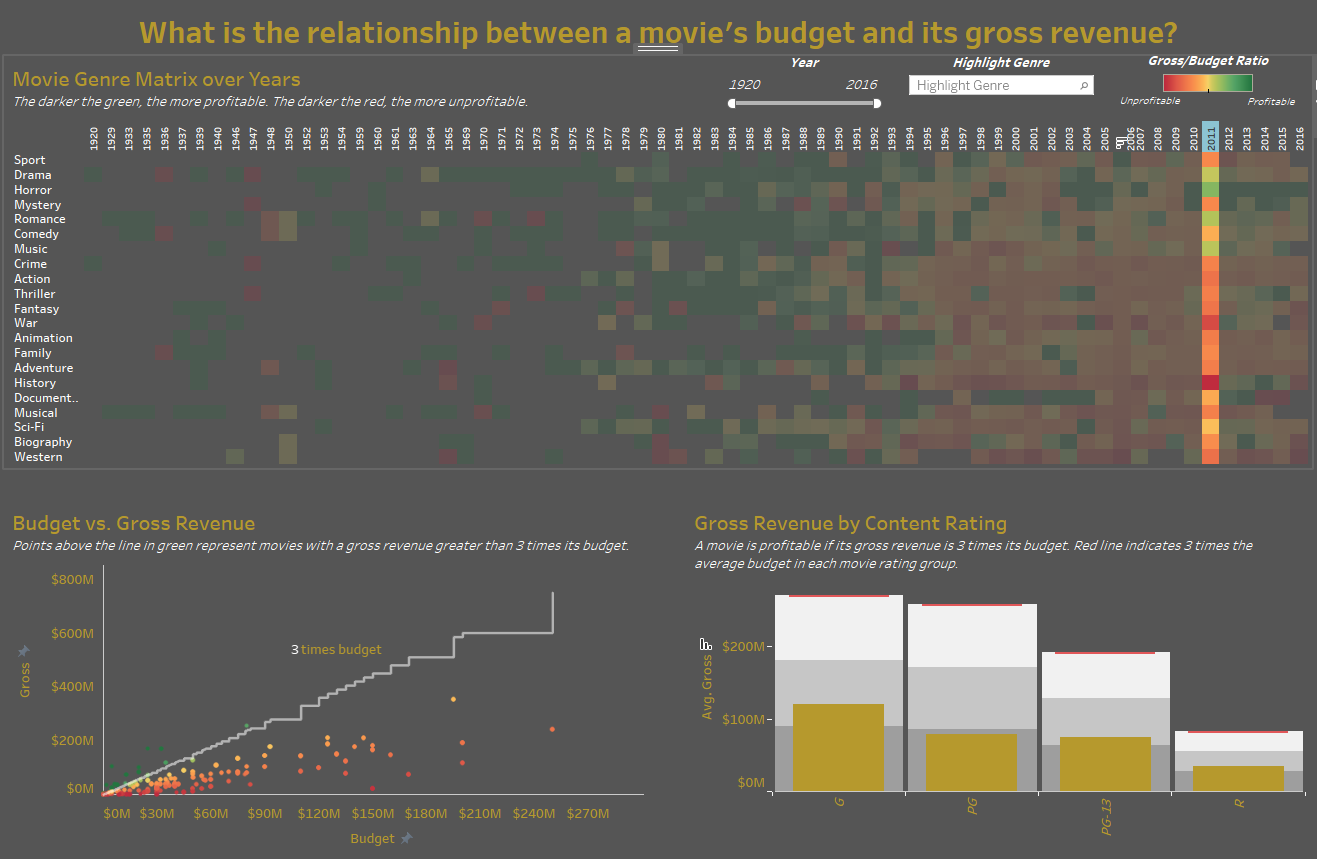 What is the relationship between a movie's budget and its gross revenue?
Movie Genre Matrix over Years
The darker the green, the more profitable. The darker the red, the more unprofitable.
Year
1920 2016
Highlight Genre
Highlight Genre
Gross/Budget Ratio
Unprofitable Profitable
1920 1929 1933 1935 1936 1937 1939 1940 1946 1947 1948 1950 1952 1953 1954 1959 1960 1961 1963 1964 1965 1969 1970 1971 1972 1973 1974 1975 1976 1977 1978 1979 1980 1981 1982 1983 1984 1985 1986 1987 1988 1989 1990 1991 1992 1993 1994 1995 1996 1997 1998 1999 2000 2001 2002 2003 2004 2005 2006 2007 2008 2009 2010 2011 2012 2013 2014 2015 2016
Sport
Drama
Horror
Mystery
Romance
Comedy
Music
Crime
Action
Thriller
Fantasy
War
Animation
Family
Adventure
History
Document..
Musical
Sci-Fi
Biography
Western
Budget vs. Gross Revenue
Points above the line in green represent movies with a gross revenue greater than 3 times its budget.
$800M
$600M
$400M
$200M
$0M
Gross
3 times budget
$0M $30M $60M $90M $120M $150M $180M $210M $240M $270M
Budget
Gross Revenue by Content Rating
A movie is profitable if its gross revenue is 3 times its budget. Red line indicates 3 times the
average budget in each movie rating group.
$200M
$100M
$0M
Avg. Gross
G PG PG-13 R